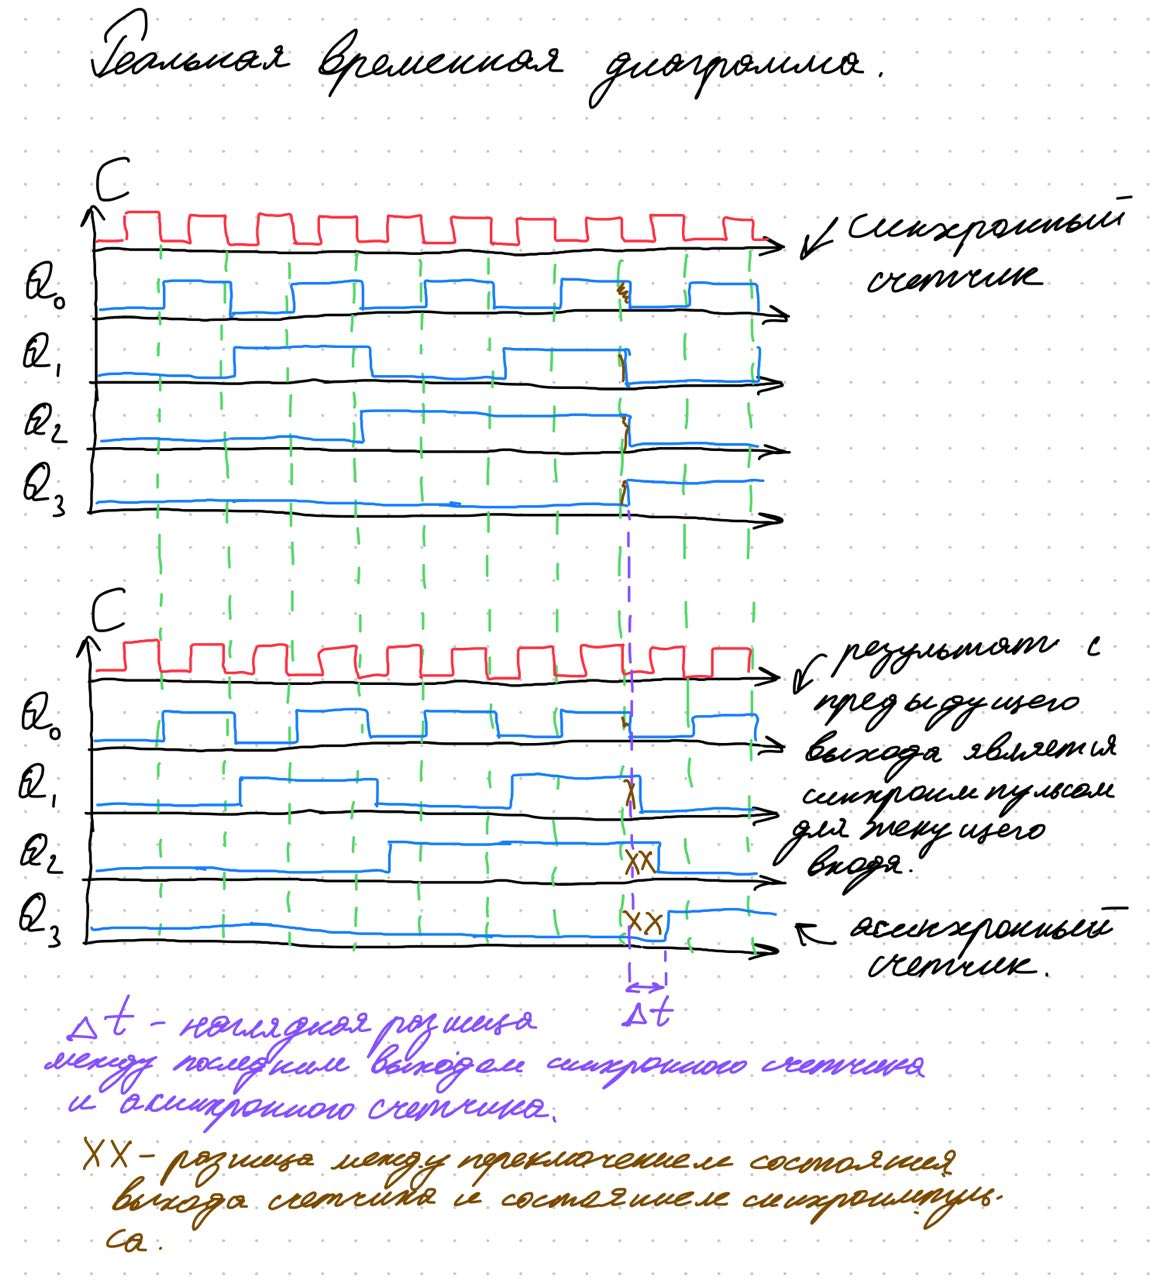 Реальная временная диаграмма.
C
Q0
Q1
Q2
Q3
синхронный
счетчик
C
Q0
Q1
Q2
Q3
результат с
предыдущего
выхода является
синхроимпульсом
для текущего
входа.
асинхронный
счетчик.
XX
XX
X
Δt
Δt - наглядная разница
между последним выходом синхронного счетчика
и асинхронного счетчика.
XX - разница между переключением состояния
выхода счетчика и состоянием синхроимпуль-
са.